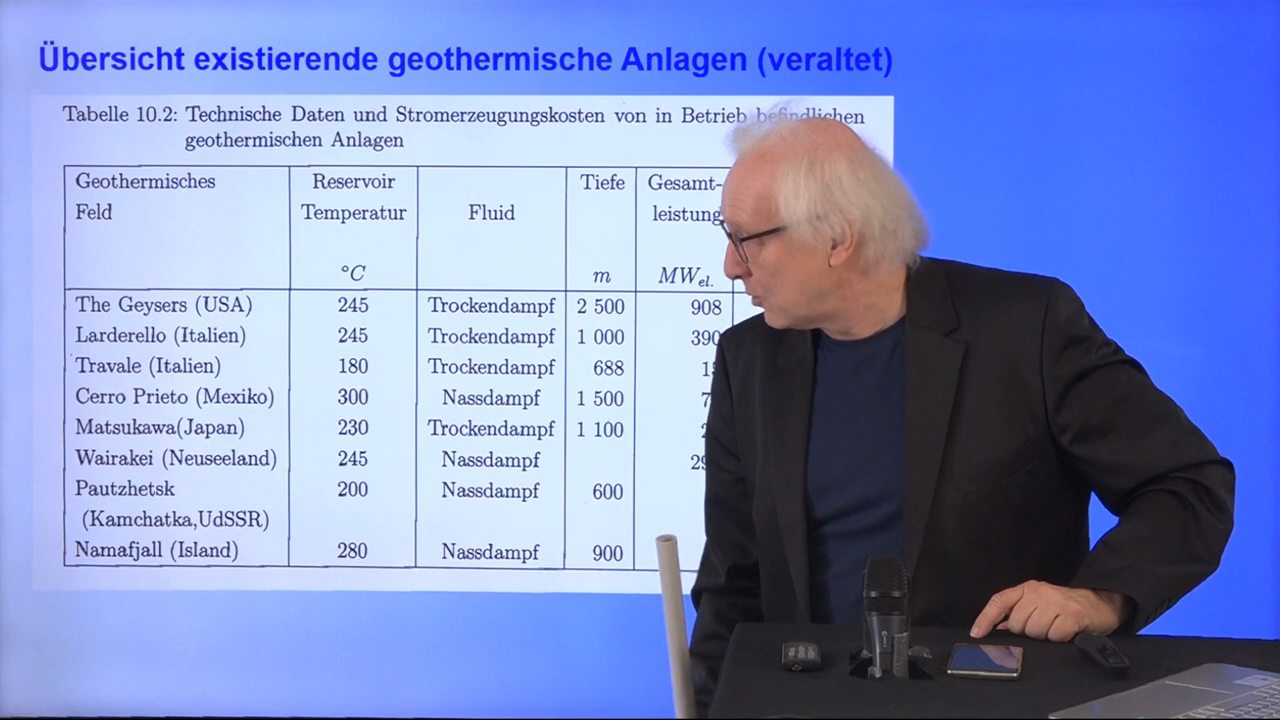 Übersicht existierende geothermische Anlagen (veraltet)
Tabelle 10.2: Technische Daten und Stromerzeugungskosten von in Betrieb befindlichen
geothermischen Anlagen
Geothermisches Reservoir Tiefe Gesamt-
Feld Temperatur Fluid leistung
°C m MWel.
The Geysers (USA) 245 Trockendampf 2 500 908
Larderello (Italien) 245 Trockendampf 1 000 390
Travale (Italien) 180 Trockendampf 688
Cerro Prieto (Mexiko) 300 Nassdampf 1 500
Matsukawa(Japan) 230 Trockendampf 1 100
Wairakei (Neuseeland) 245 Nassdampf
Pautzhetsk 200 Nassdampf 600
(Kamchatka,UdSSR)
Namafjall (Island) 280 Nassdampf 900